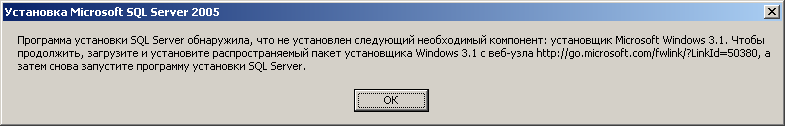 Установка Microsoft SQL Server 2005
Программа установки SQL Server обнаружила, что не установлен следующий необходимый компонент: установщик Microsoft Windows 3.1. Чтобы
продолжить, загрузите и установите распространяемый пакет установщика Windows 3.1 с веб-узла http://go.microsoft.com/fwlink/?LinkId=50380, а
затем снова запустите программу установки SQL Server.
OK